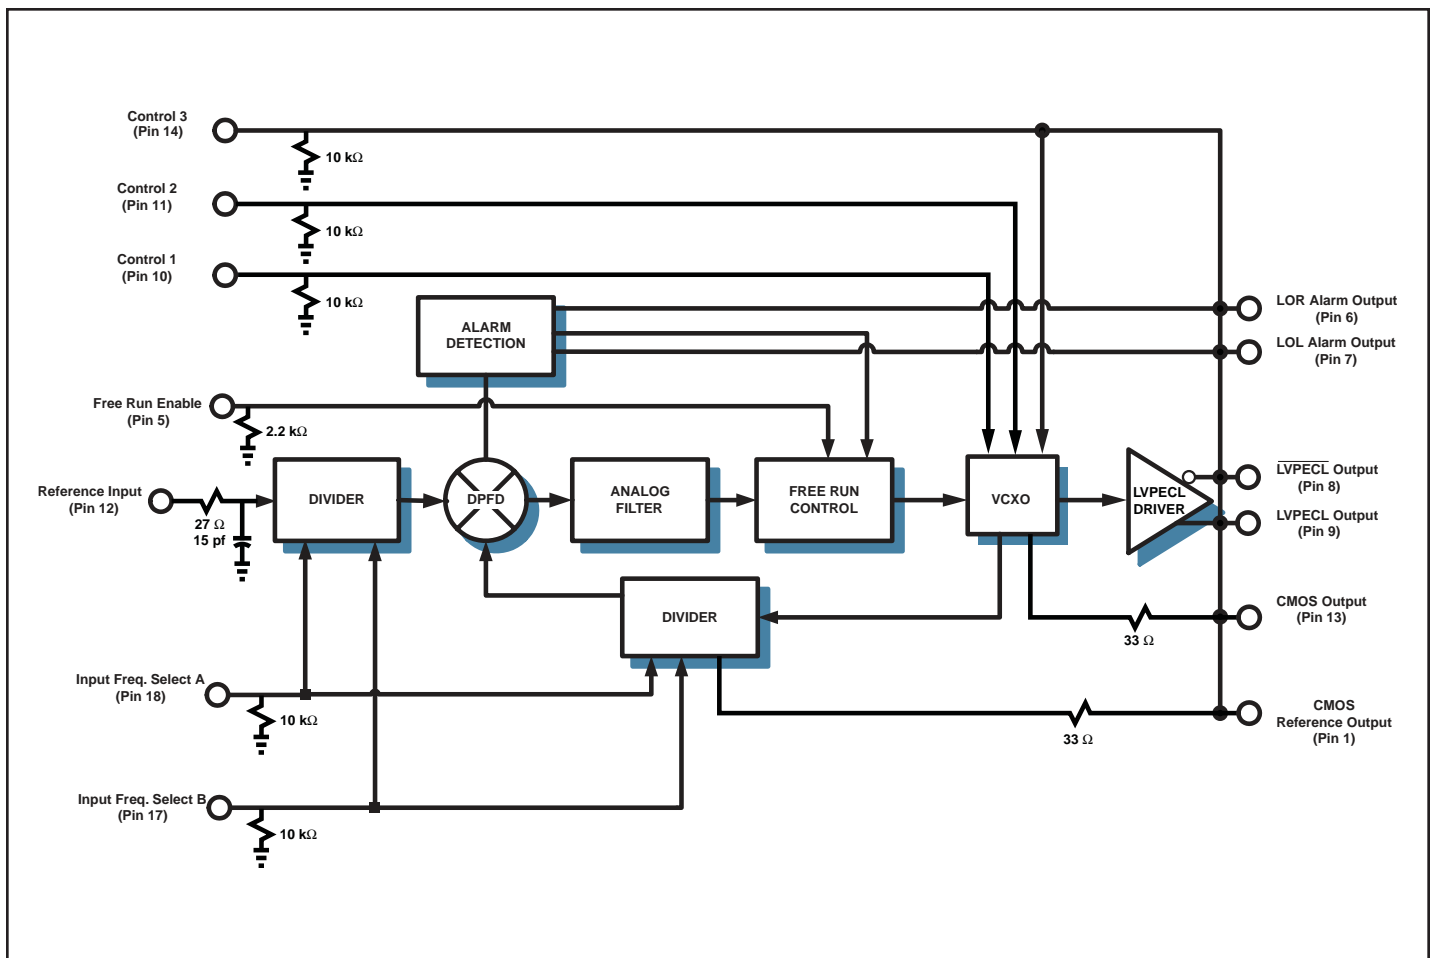 Control 3
(Pin 14)
10 kΩ
Control 2
(Pin 11)
10 kΩ
Control 1
(Pin 10)
10 kΩ
ALARM
DETECTION
LOR Alarm Output
(Pin 6)
LOL Alarm Output
(Pin 7)
Free Run Enable
(Pin 5)
2.2 kΩ
Reference Input
(Pin 12)
27 Ω
15 pf
DIVIDER
DPFD
ANALOG
FILTER
FREE RUN
CONTROL
VCXO
LVPECL
DRIVER
LVPECL Output
(Pin 8)
LVPECL Output
(Pin 9)
DIVIDER
CMOS Output
(Pin 13)
33 Ω
Input Freq. Select A
(Pin 18)
10 kΩ
CMOS
Reference Output
(Pin 1)
33 Ω
Input Freq. Select B
(Pin 17)
10 kΩ